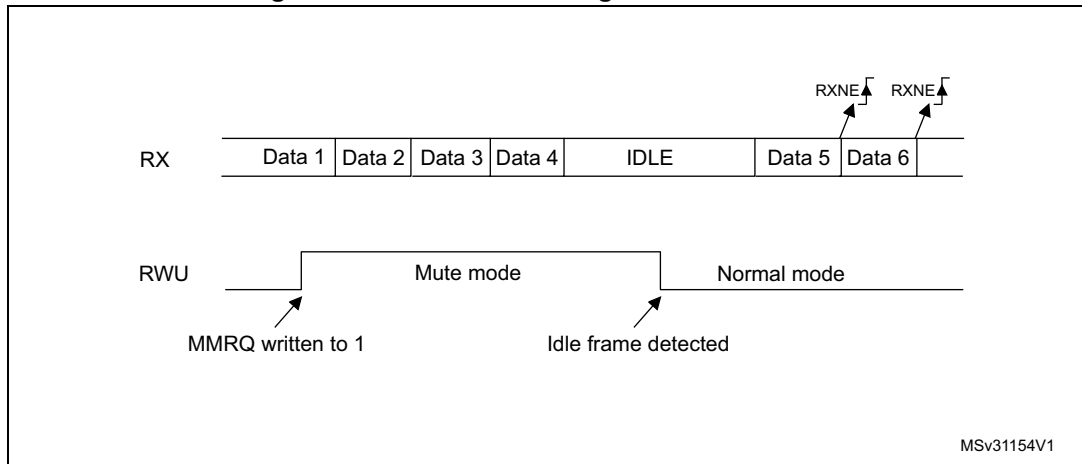 RXNE RXNE
RX Data 1 Data 2 Data 3 Data 4 IDLE Data 5 Data 6
RWU Mute mode Normal mode
MMRQ written to 1 Idle frame detected
MSv31154V1